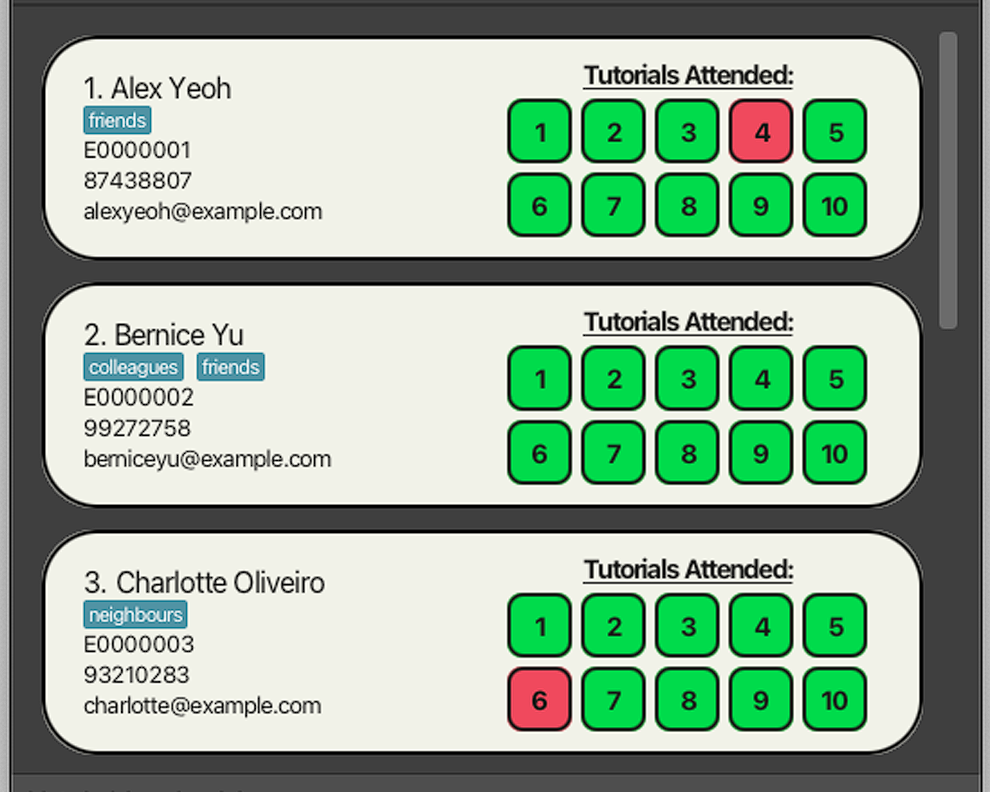 1. Alex Yeoh
friends
E0000001
87438807
alexyeoh@example.com
Tutorials Attended:
1 2 3 4 5
6 7 8 9 10
2. Bernice Yu
colleagues friends
E0000002
99272758
berniceyu@example.com
Tutorials Attended:
1 2 3 4 5
6 7 8 9 10
3. Charlotte Oliveiro
neighbours
E0000003
93210283
charlotte@example.com
Tutorials Attended:
1 2 3 4 5
6 7 8 9 10